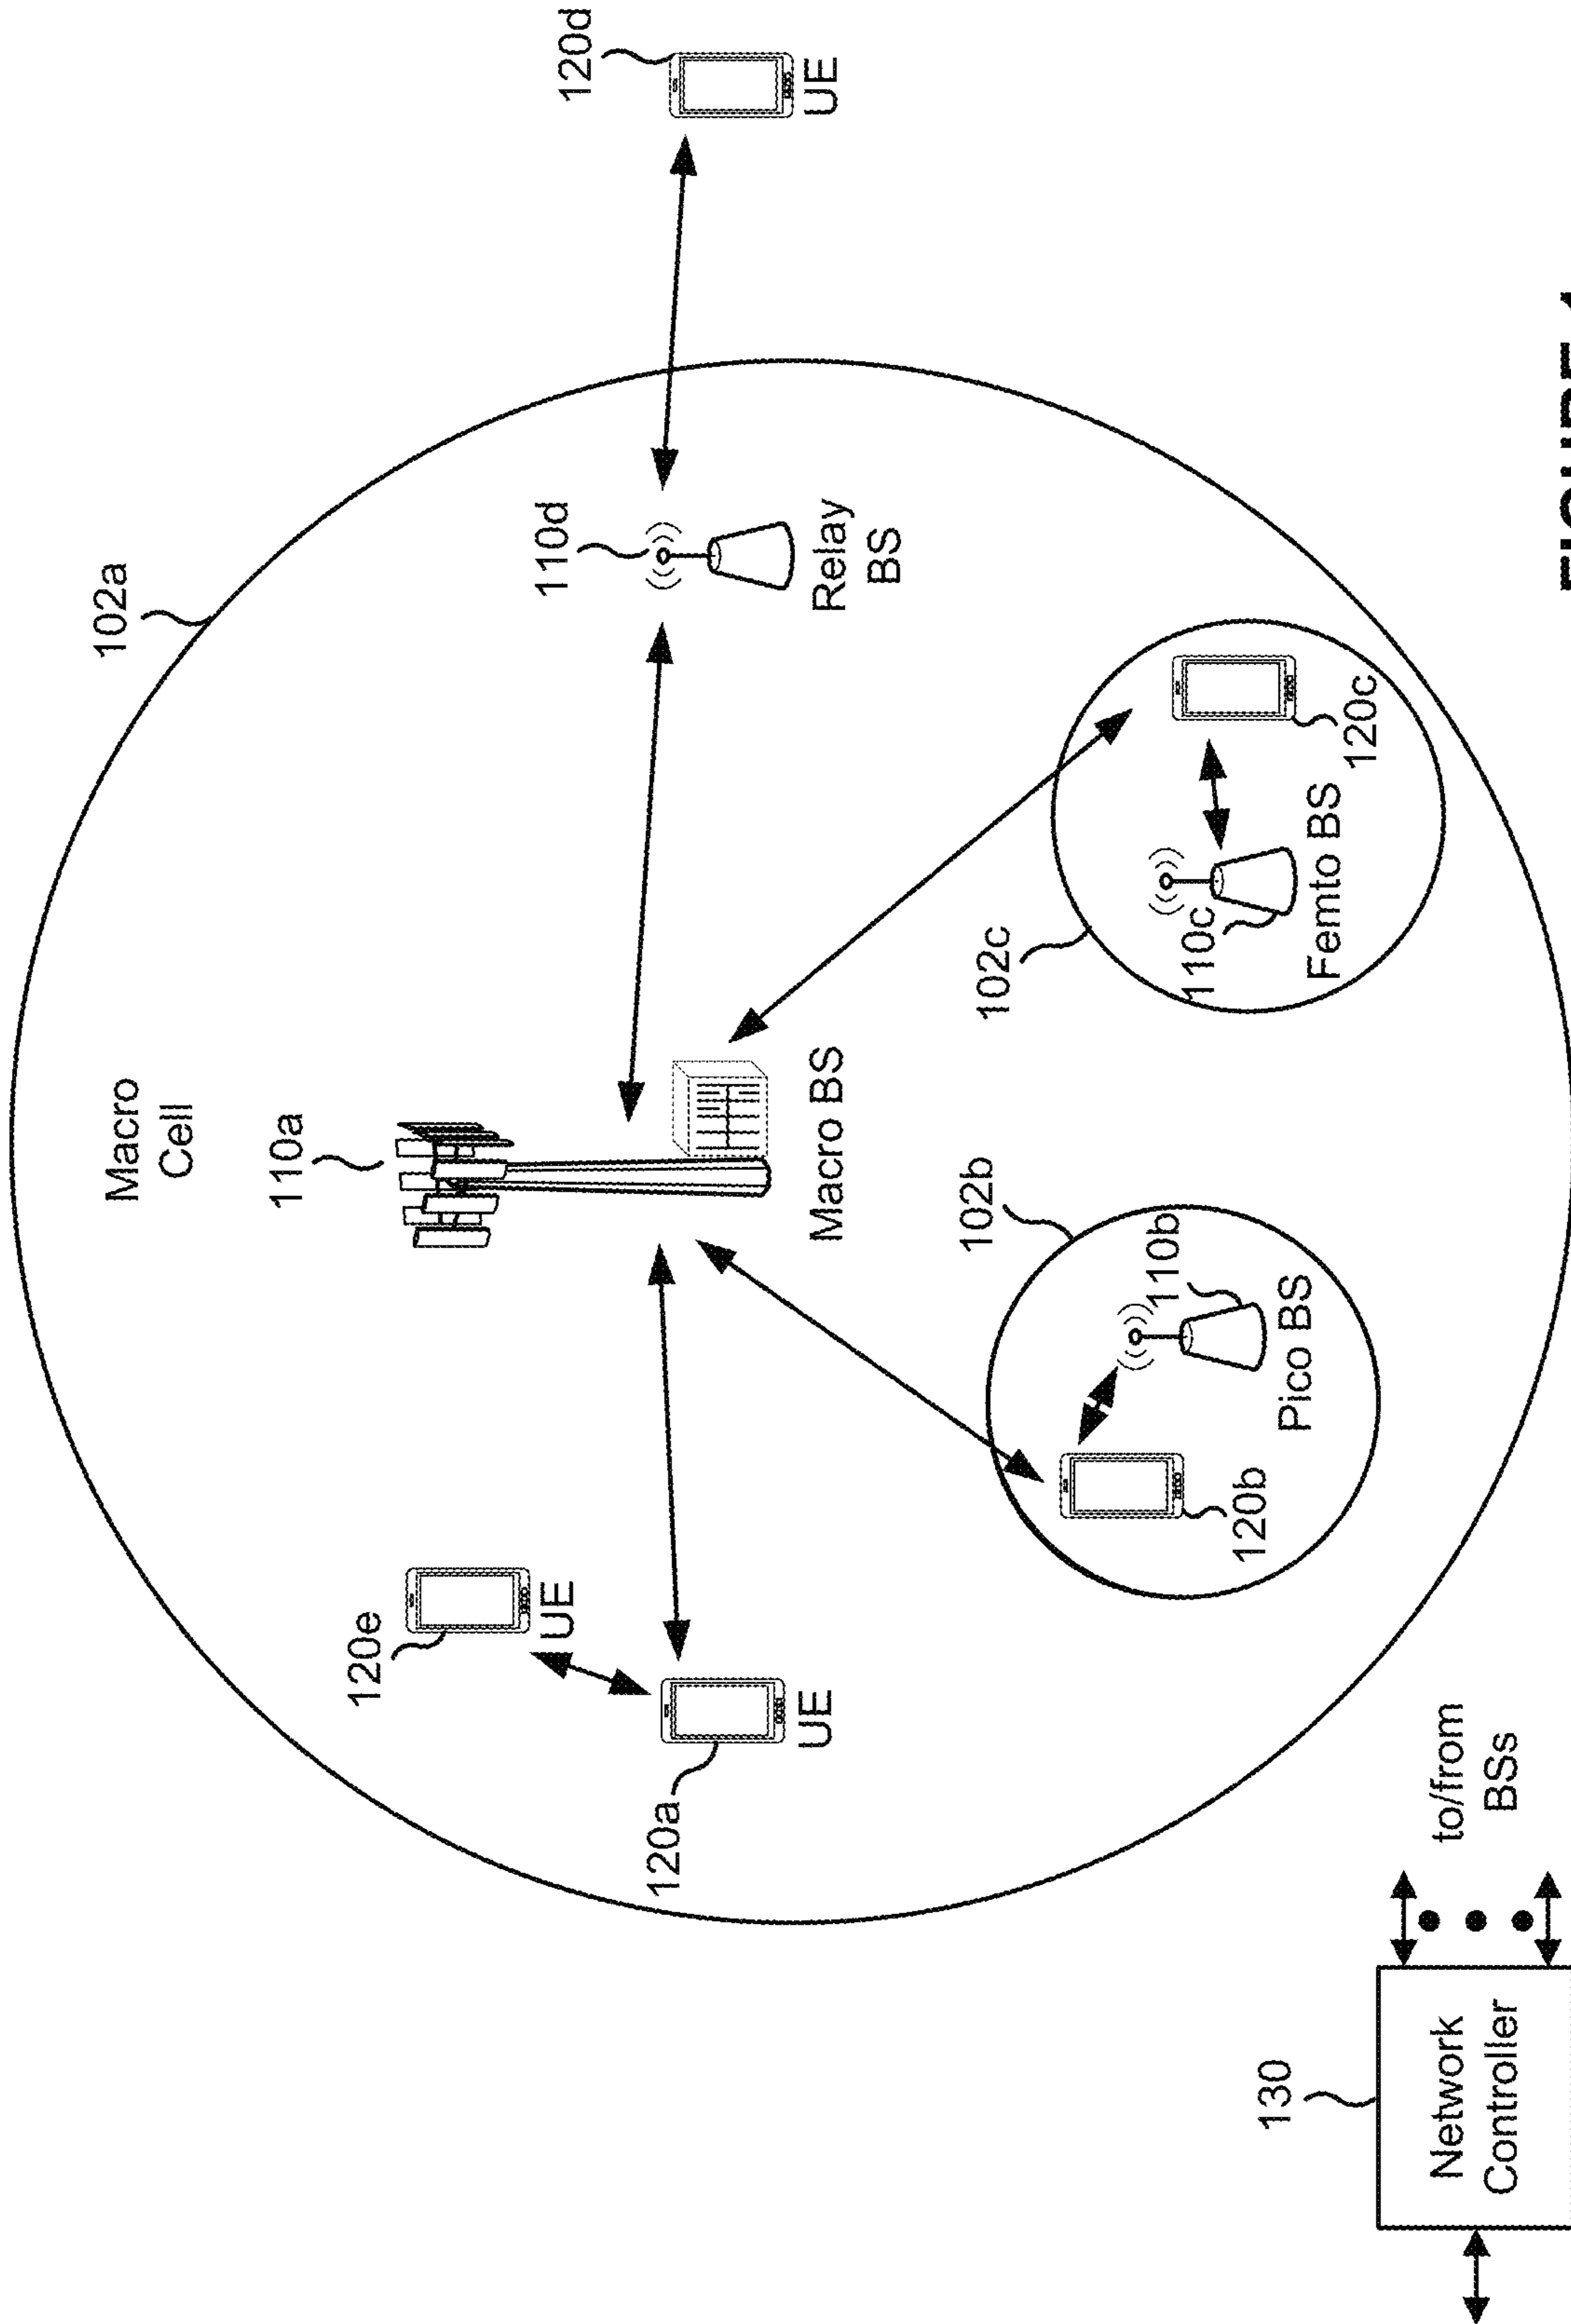 102a
Macro
Cell
110a
120e
UE
110d
120d
120a
UE
Macro BS
Relay
BS
UE
102b
102c
110b
110c
120b
Pico BS
Femto BS
120c
130
to/from
BSs
Network
Controller